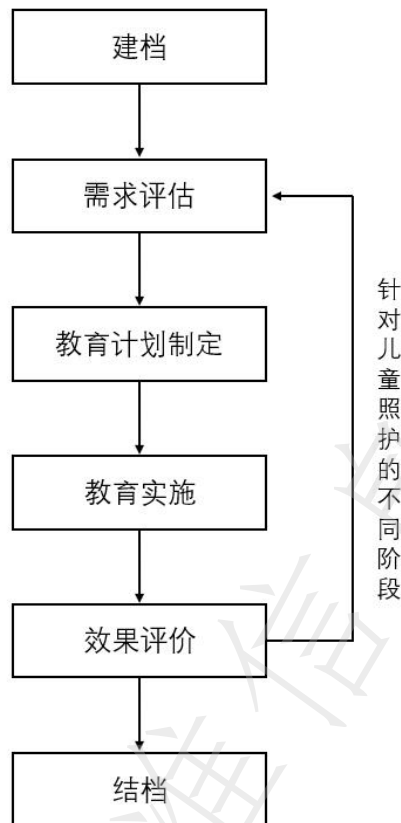 建档
需求评估
教育计划制定
教育实施
效果评价
结档
针对儿童照护的不同阶段